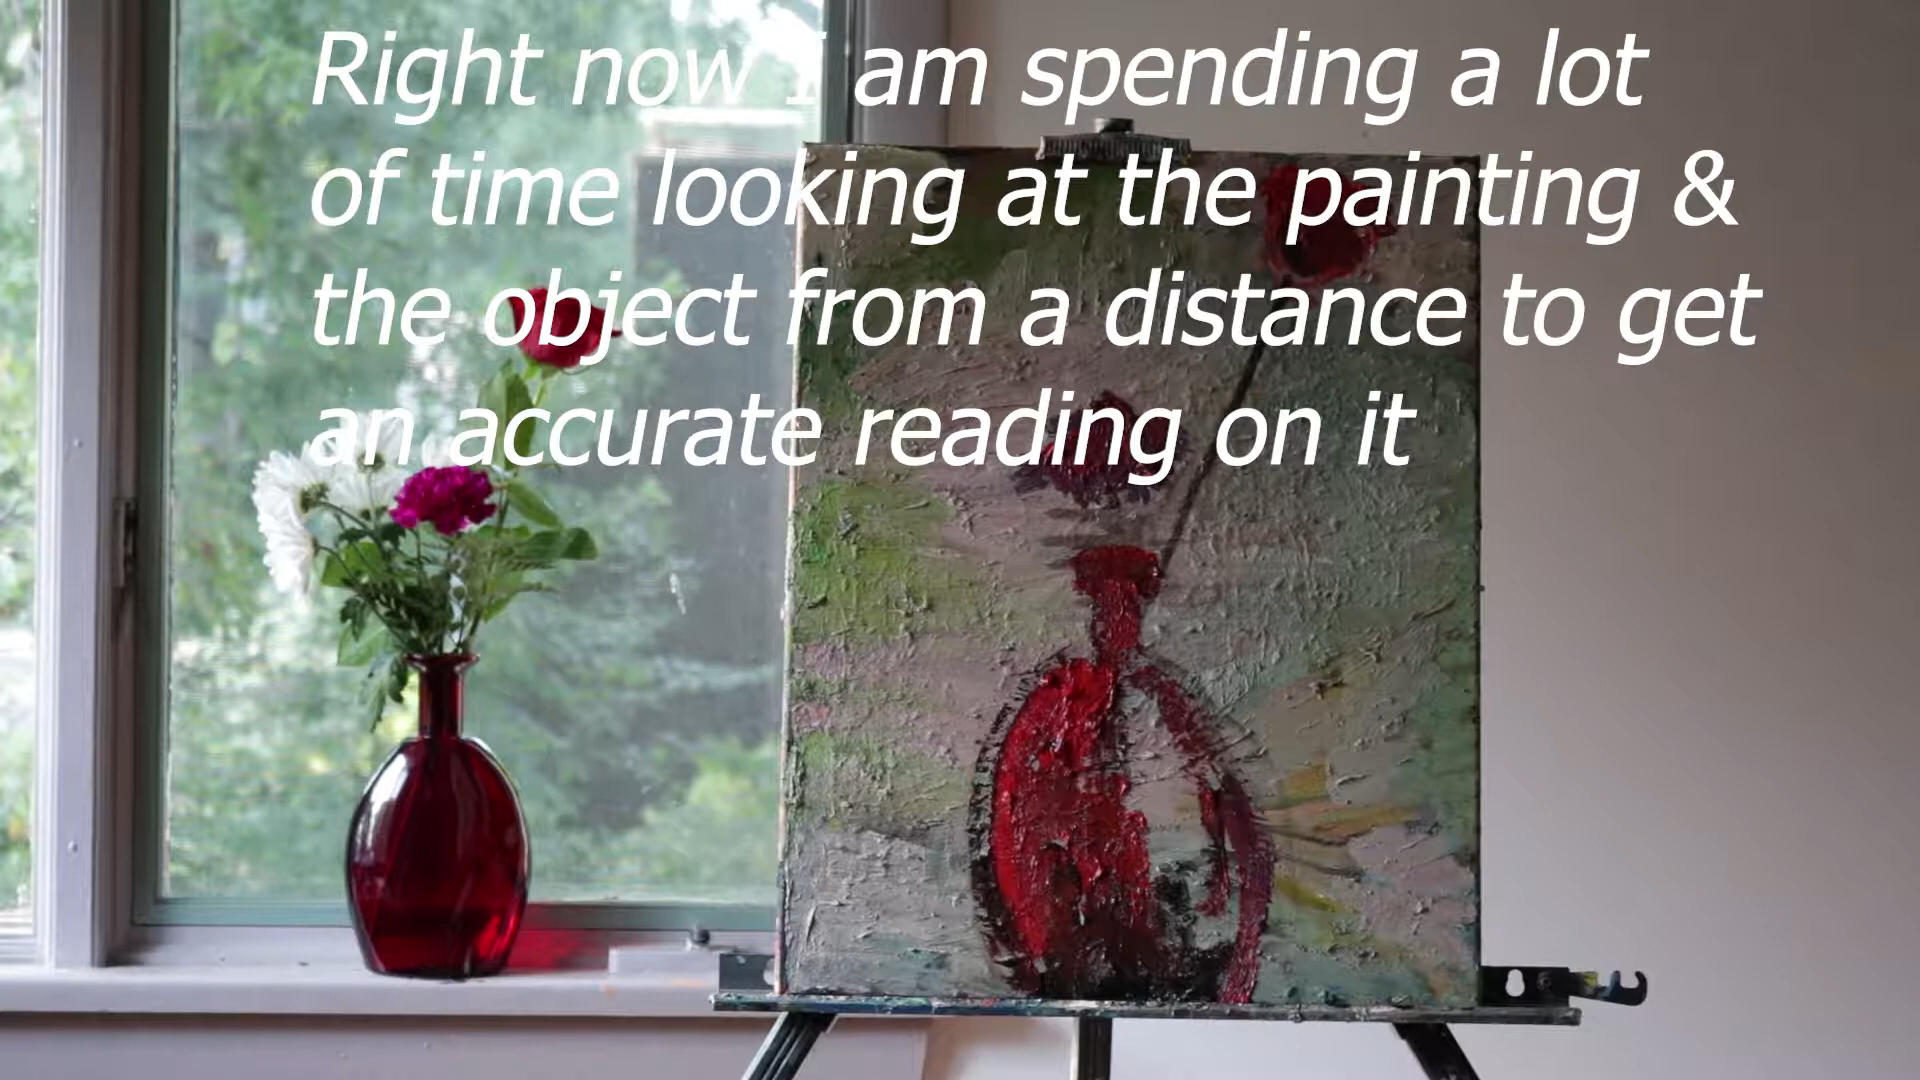 Right now I am spending a lot
of time looking at the painting &
the object from a distance to get
an accurate reading on it